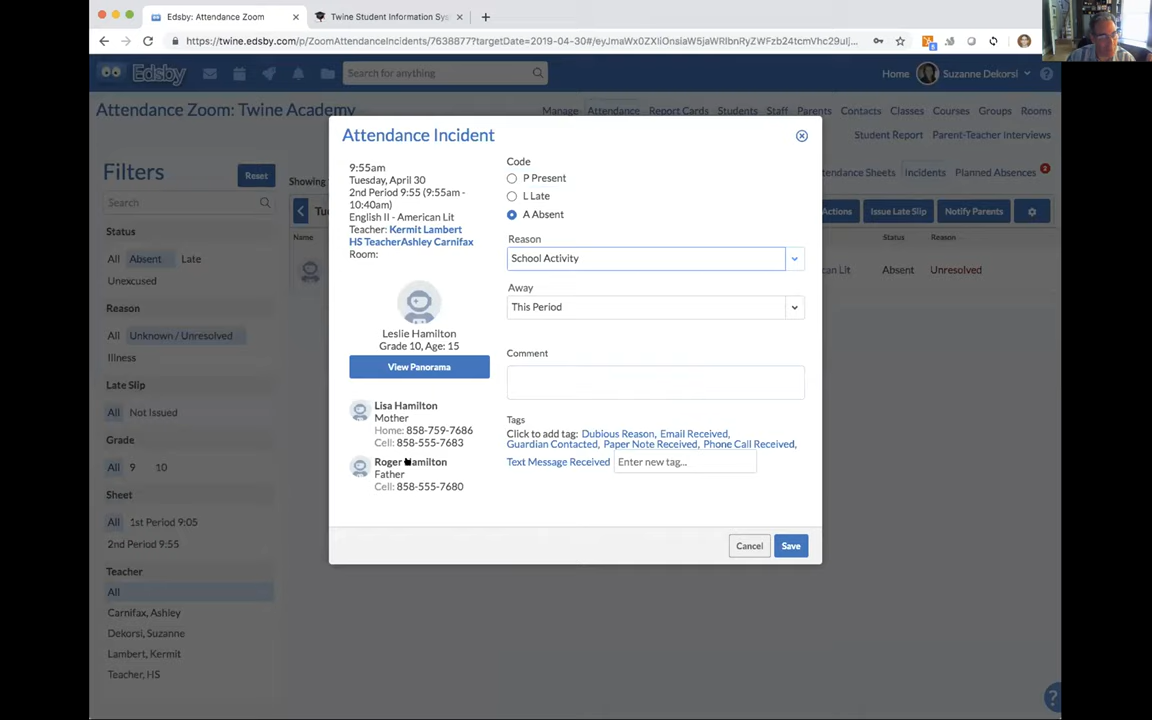 Edsby: Attendance Zoom
Twine Student Information Sys
https://twine.edsby.com/p/ZoomAttendanceIncidents/7638877?targetDate=2019-04-30#/eyJmaWx0ZXIiOnsiaW5jaWRlbnRyZWFzb24tcmVhc29uIj...
Edsby
Search for anything
Home
Suzanne Dekorsi
Attendance Zoom: Twine Academy
Manage Attendance Report Cards Students Staff Parents Contacts Classes Courses Groups Rooms
Student Report Parent-Teacher Interviews
Filters
Reset
Search
Status
All Absent Late
Unexcused
Reason
All Unknown / Unresolved
Illness
Late Slip
All Not Issued
Grade
All 9 10
Sheet
All 1st Period 9:05
2nd Period 9:55
Teacher
All
Carnifax, Ashley
Dekorsi, Suzanne
Lambert, Kermit
Teacher, HS
Showing
Name
Attendance Incident
9:55am
Tuesday, April 30
2nd Period 9:55 (9:55am -
10:40am)
English II - American Lit
Teacher: Kermit Lambert
HS TeacherAshley Carnifax
Room:
Leslie Hamilton
Grade 10, Age: 15
View Panorama
Lisa Hamilton
Mother
Home: 858-759-7686
Cell: 858-555-7683
Roger Hamilton
Father
Cell: 858-555-7680
Code
P Present
L Late
A Absent
Reason
School Activity
Away
This Period
Comment
Tags
Click to add tag: Dubious Reason, Email Received,
Guardian Contacted, Paper Note Received, Phone Call Received,
Text Message Received Enter new tag...
Cancel Save
Sheets Incidents Planned Absences 2
Issue Late Slip Notify Parents
Status Reason
Lit Absent Unresolved